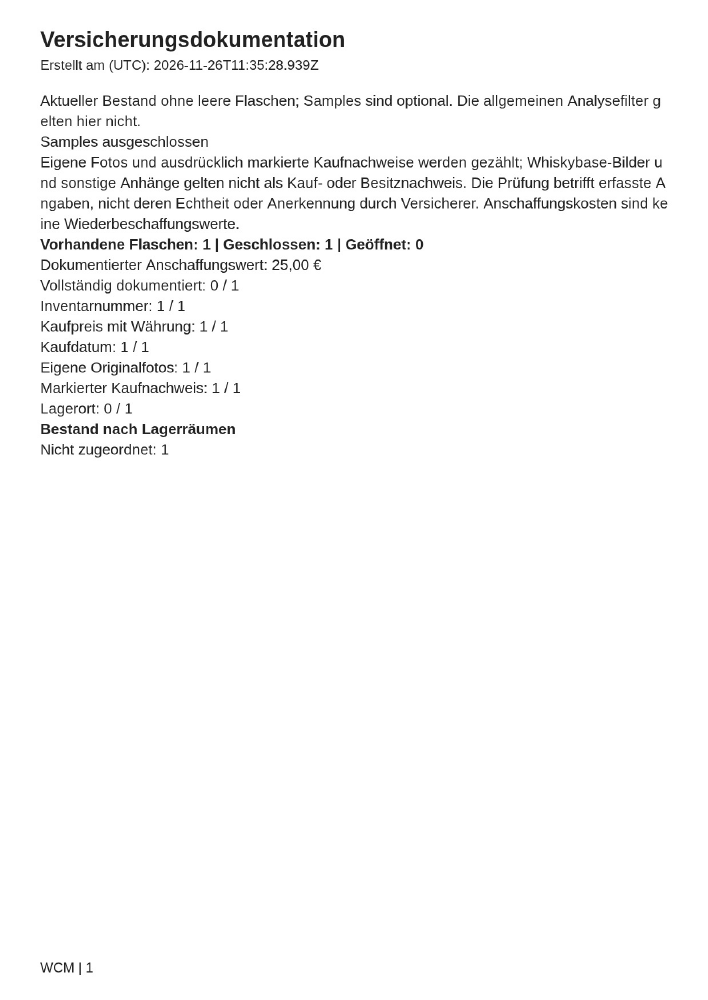 Versicherungsdokumentation
Erstellt am (UTC): 2026-11-26T11:35:28.939Z
Aktueller Bestand ohne leere Flaschen; Samples sind optional. Die allgemeinen Analysefilter g
elten hier nicht.
Samples ausgeschlossen
Eigene Fotos und ausdrücklich markierte Kaufnachweise werden gezählt; Whiskybase-Bilder u
nd sonstige Anhänge gelten nicht als Kauf- oder Besitznachweis. Die Prüfung betrifft erfasste A
ngaben, nicht deren Echtheit oder Anerkennung durch Versicherer. Anschaffungskosten sind ke
ine Wiederbeschaffungswerte.
Vorhandene Flaschen: 1 | Geschlossen: 1 | Geöffnet: 0
Dokumentierter Anschaffungswert: 25,00 €
Vollständig dokumentiert: 0 / 1
Inventarnummer: 1 / 1
Kaufpreis mit Währung: 1 / 1
Kaufdatum: 1 / 1
Eigene Originalfotos: 1 / 1
Markierter Kaufnachweis: 1 / 1
Lagerort: 0 / 1
Bestand nach Lagerräumen
Nicht zugeordnet: 1
WCM | 1